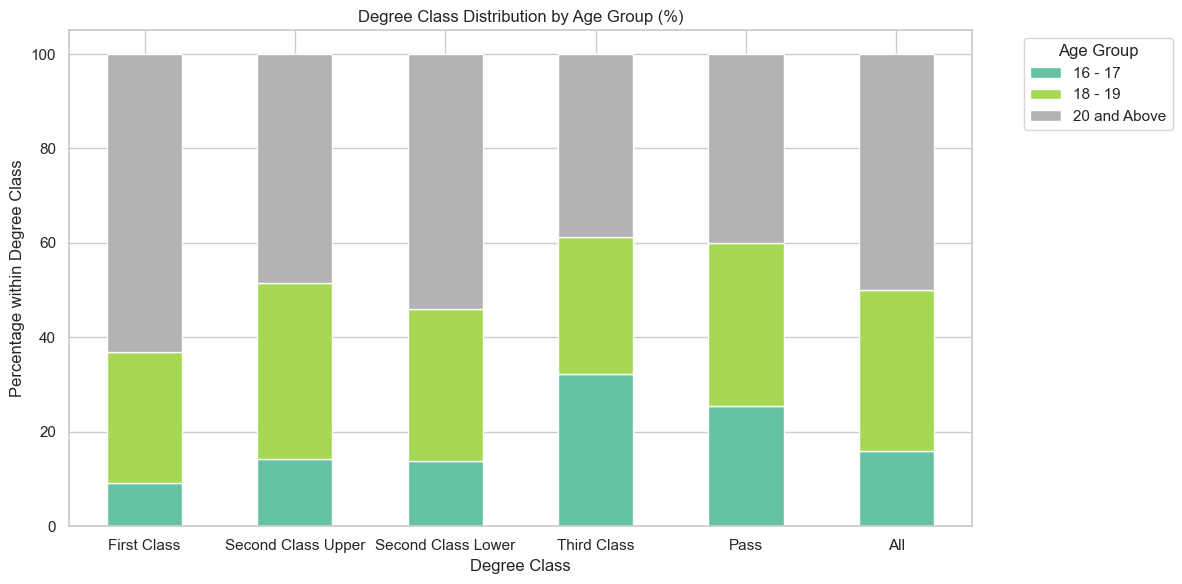 Degree Class Distribution by Age Group (%)
Percentage within Degree Class
100
80
60
40
20
0
First Class
Second Class Upper
Second Class Lower
Third Class
Pass
All
Degree Class
Age Group
16 - 17
18 - 19
20 and Above